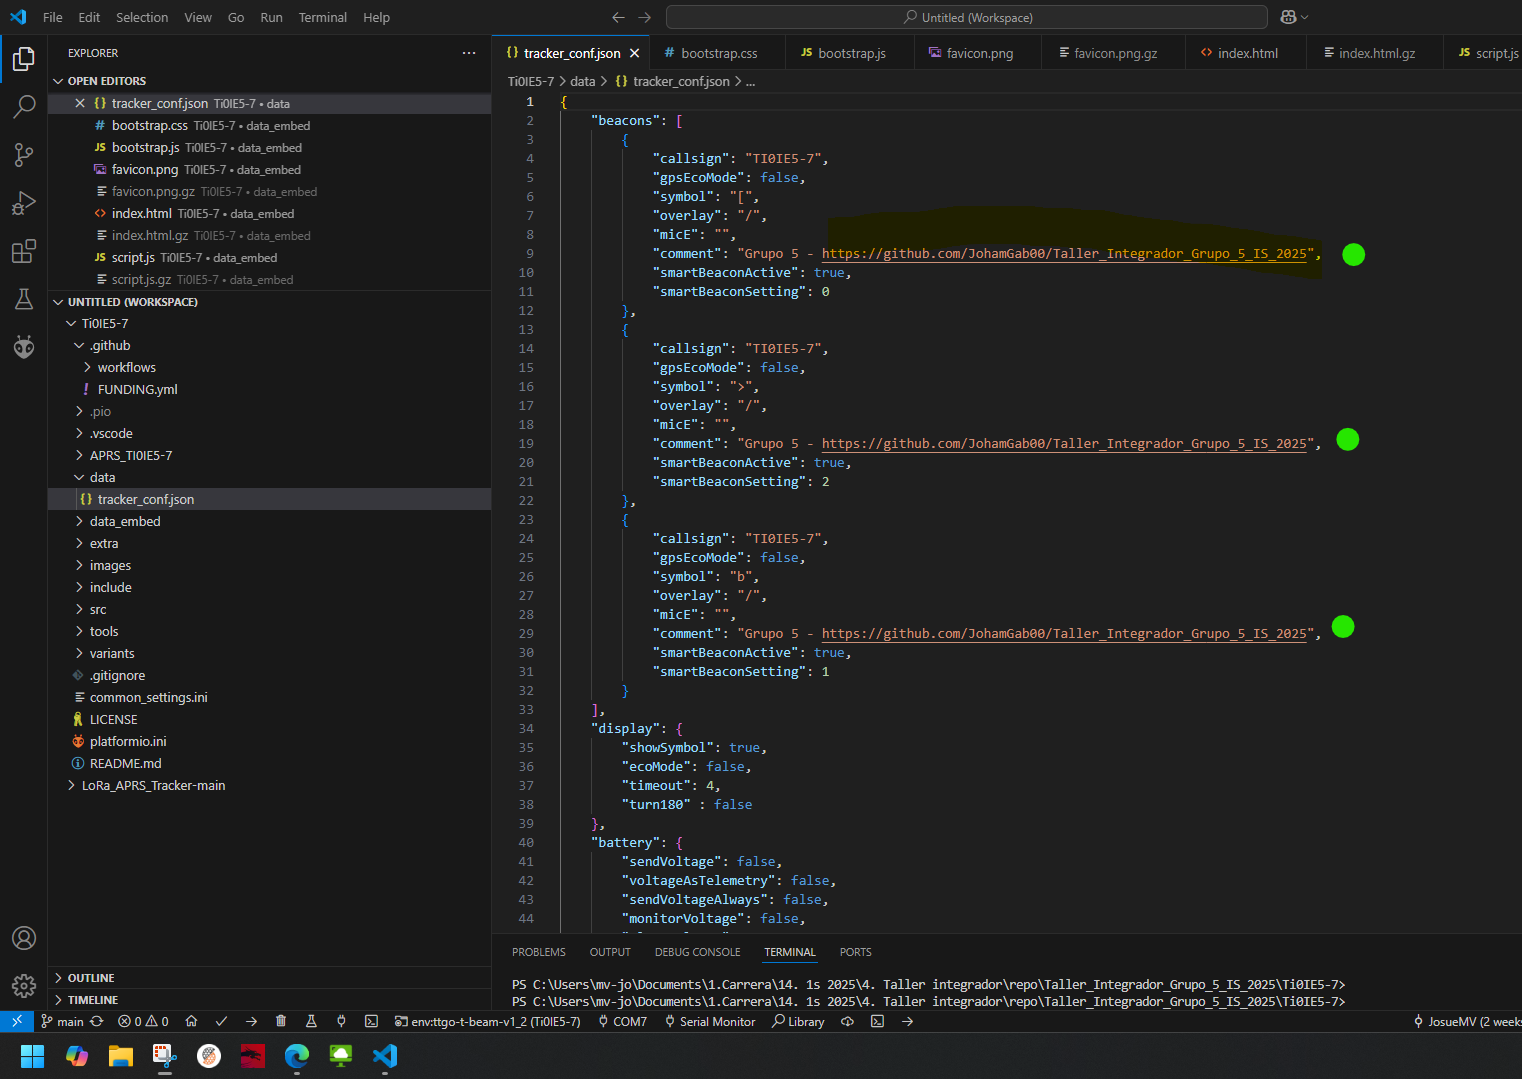 File Edit Selection View Go Run Terminal Help
Untitled (Workspace)
EXPLORER
OPEN EDITORS
{} tracker_conf.json Ti0IE5-7 • data
# bootstrap.css Ti0IE5-7 • data_embed
JS bootstrap.js Ti0IE5-7 • data_embed
favicon.png Ti0IE5-7 • data_embed
favicon.png.gz Ti0IE5-7 • data_embed
<> index.html Ti0IE5-7 • data_embed
index.html.gz Ti0IE5-7 • data_embed
JS script.js Ti0IE5-7 • data_embed
script.js.gz Ti0IE5-7 • data_embed
UNTITLED (WORKSPACE)
Ti0IE5-7
.github
workflows
! FUNDING.yml
.pio
.vscode
APRS_TI0IE5-7
data
{} tracker_conf.json
data_embed
extra
images
include
src
tools
variants
.gitignore
common_settings.ini
LICENSE
platformio.ini
README.md
LoRa_APRS_Tracker-main
OUTLINE
TIMELINE
{} tracker_conf.json # bootstrap.css JS bootstrap.js favicon.png favicon.png.gz <> index.html index.html.gz JS script.js
Ti0IE5-7 > data > {} tracker_conf.json > ...
1 {
2 "beacons": [
3 {
4 "callsign": "TI0IE5-7",
5 "gpsEcoMode": false,
6 "symbol": "[",
7 "overlay": "/",
8 "micE": "",
9 "comment": "Grupo 5 - https://github.com/JohamGab00/Taller_Integrador_Grupo_5_IS_2025",
10 "smartBeaconActive": true,
11 "smartBeaconSetting": 0
12 },
13 {
14 "callsign": "TI0IE5-7",
15 "gpsEcoMode": false,
16 "symbol": ">",
17 "overlay": "/",
18 "micE": "",
19 "comment": "Grupo 5 - https://github.com/JohamGab00/Taller_Integrador_Grupo_5_IS_2025",
20 "smartBeaconActive": true,
21 "smartBeaconSetting": 2
22 },
23 {
24 "callsign": "TI0IE5-7",
25 "gpsEcoMode": false,
26 "symbol": "b",
27 "overlay": "/",
28 "micE": "",
29 "comment": "Grupo 5 - https://github.com/JohamGab00/Taller_Integrador_Grupo_5_IS_2025",
30 "smartBeaconActive": true,
31 "smartBeaconSetting": 1
32 }
33 ],
34 "display": {
35 "showSymbol": true,
36 "ecoMode": false,
37 "timeout": 4,
38 "turn180" : false
39 },
40 "battery": {
41 "sendVoltage": false,
42 "voltageAsTelemetry": false,
43 "sendVoltageAlways": false,
44 "monitorVoltage": false,
PROBLEMS OUTPUT DEBUG CONSOLE TERMINAL PORTS
PS C:\Users\mv-jo\Documents\1.Carrera\14. 1s 2025\4. Taller integrador\repo\Taller_Integrador_Grupo_5_IS_2025\Ti0IE5-7>
PS C:\Users\mv-jo\Documents\1.Carrera\14. 1s 2025\4. Taller integrador\repo\Taller_Integrador_Grupo_5_IS_2025\Ti0IE5-7>
main 0 0 env:ttgo-t-beam-v1_2 (Ti0IE5-7) COM7 Serial Monitor Library JosueMV (2 weeks